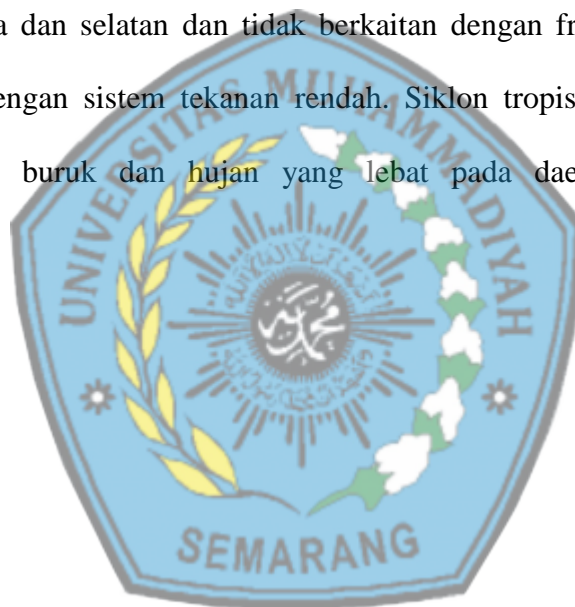 a dan selatan dan tidak berkaitan dengan fr
engan sistem tekanan rendah. Siklon tropis
buruk dan hujan yang lebat pada dae
UNIVERSITAS MUHAMMADIYAH
محمدية
SEMARANG